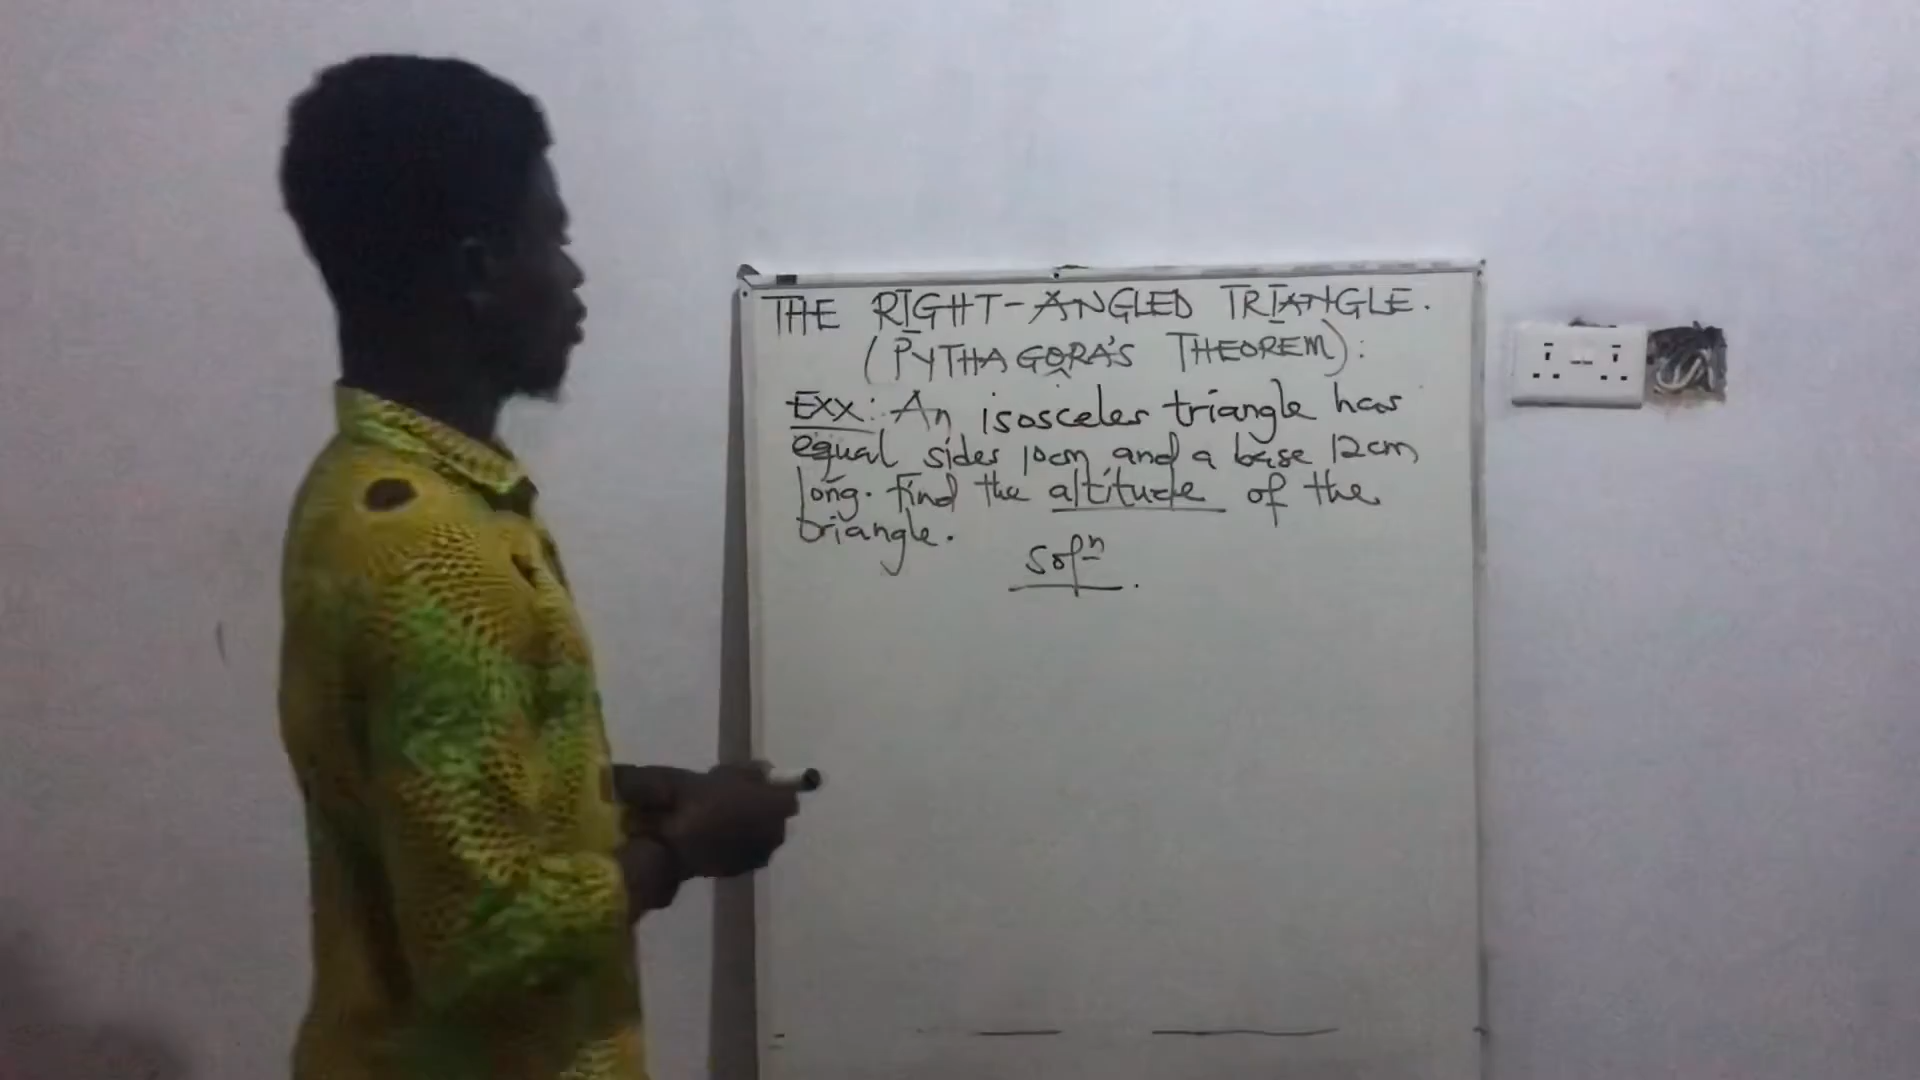 THE RIGHT-ANGLED TRIANGLE.
(PYTHAGORA'S THEOREM):
Exx: An isosceles triangle has
equal sides 10cm and a base 12cm
long. Find the altitude of the
triangle.
Solⁿ.